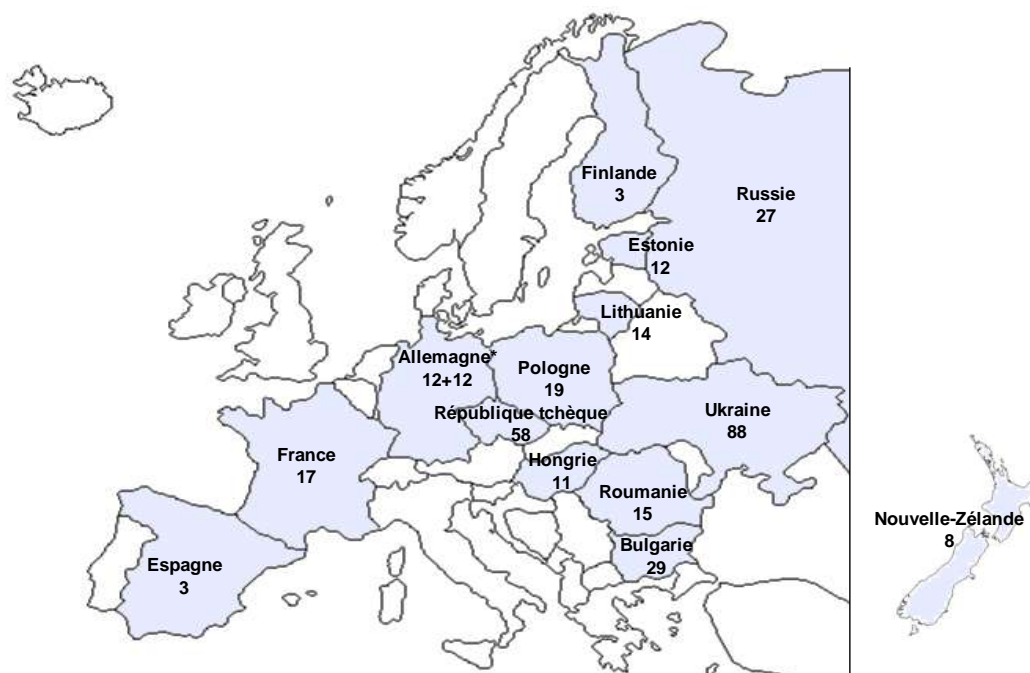 Finlande
3
Russie
27
Estonie
12
Lithuanie
14
Allemagne*
12+12
Pologne
19
République tchèque
58
Ukraine
88
France
17
Hongrie
11
Roumanie
15
Nouvelle-Zélande
8
Bulgarie
29
Espagne
3